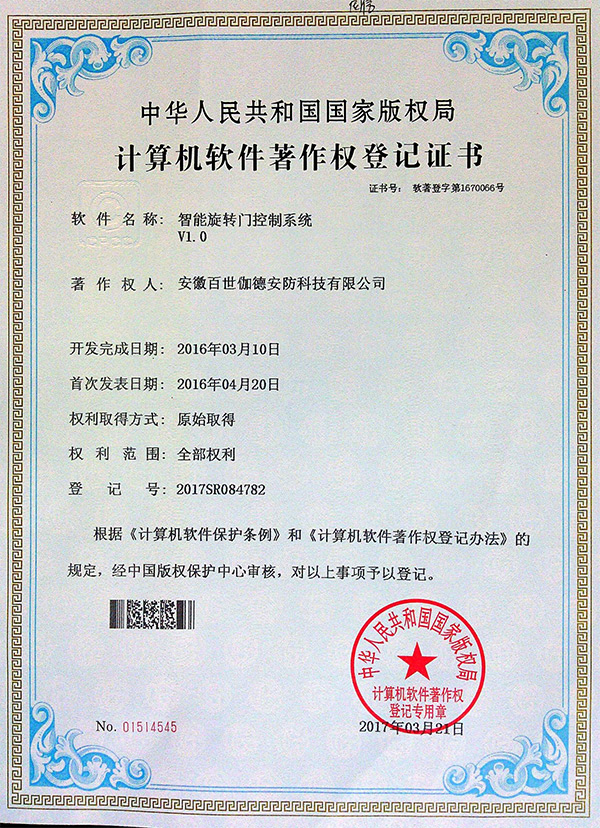 中华人民共和国国家版权局
计算机软件著作权登记证书
证书号： 软著登字第1670066号
软件名称： 智能旋转门控制系统
V1.0
著作权人： 安徽百世伽德安防科技有限公司
开发完成日期： 2016年03月10日
首次发表日期： 2016年04月20日
权利取得方式： 原始取得
权利范围： 全部权利
登记号： 2017SR084782
根据《计算机软件保护条例》和《计算机软件著作权登记办法》的
规定，经中国版权保护中心审核，对以上事项予以登记。
中华人民共和国国家版权局
计算机软件著作权
登记专用章
No. 01514545
2017年03月21日